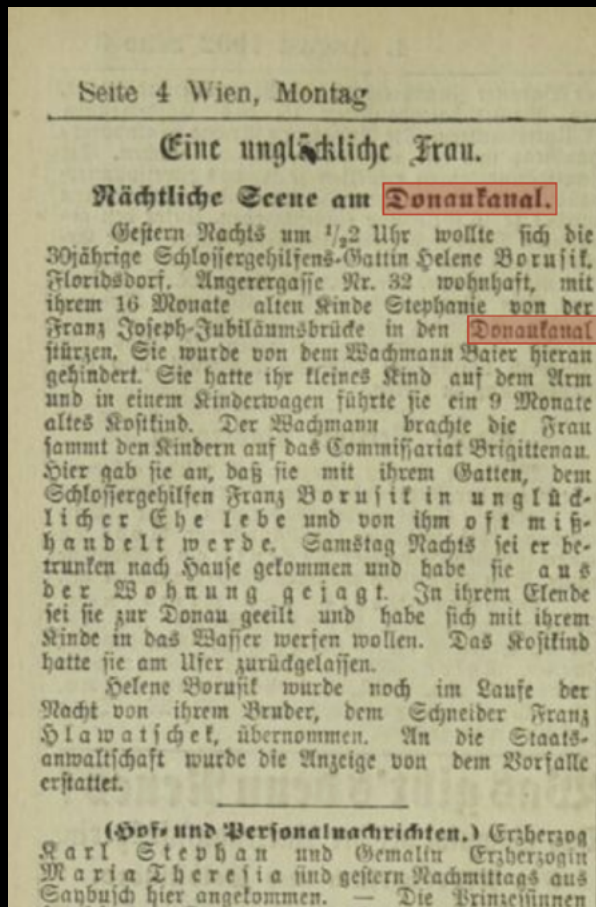 Seite 4 Wien, Montag
Eine unglückliche Frau.
Nächtliche Scene am Donaukanal.
Gestern Nachts um 1/2 2 Uhr wollte sich die
30jährige Schlossergehilfens-Gattin Helene Borusik,
Floridsdorf, Angerergasse Nr. 32 wohnhaft, mit
ihrem 16 Monate alten Kinde Stephanie von der
Franz Joseph-Jubiläumsbrücke in den Donaukanal
stürzen. Sie wurde von dem Wachmann Baier hieran
gehindert. Sie hatte ihr kleines Kind auf dem Arm
und in einem Kinderwagen führte sie ein 9 Monate
altes Kostkind. Der Wachmann brachte die Frau
sammt den Kindern auf das Commissariat Brigittenau.
Hier gab sie an, daß sie mit ihrem Gatten, dem
Schlossergehilfen Franz Borusik in unglück-
licher Ehe lebe und von ihm oft miß-
handelt werde. Samstag Nachts sei er be-
trunken nach Hause gekommen und habe sie aus
der Wohnung gejagt. In ihrem Elende
sei sie zur Donau geeilt und habe sich mit ihrem
Kinde in das Wasser werfen wollen. Das Kostkind
hatte sie am Ufer zurückgelassen.
Helene Borusik wurde noch im Laufe der
Nacht von ihrem Bruder, dem Schneider Franz
Hlawatschek, übernommen. An die Staats-
anwaltschaft wurde die Anzeige von dem Vorfalle
erstattet.
(Hof- und Personalnachrichten.) Erzherzog
Karl Stephan und Gemalin Erzherzogin
Maria Theresia sind gestern Nachmittags aus
Saybusch hier angekommen. — Die Prinzessinnen